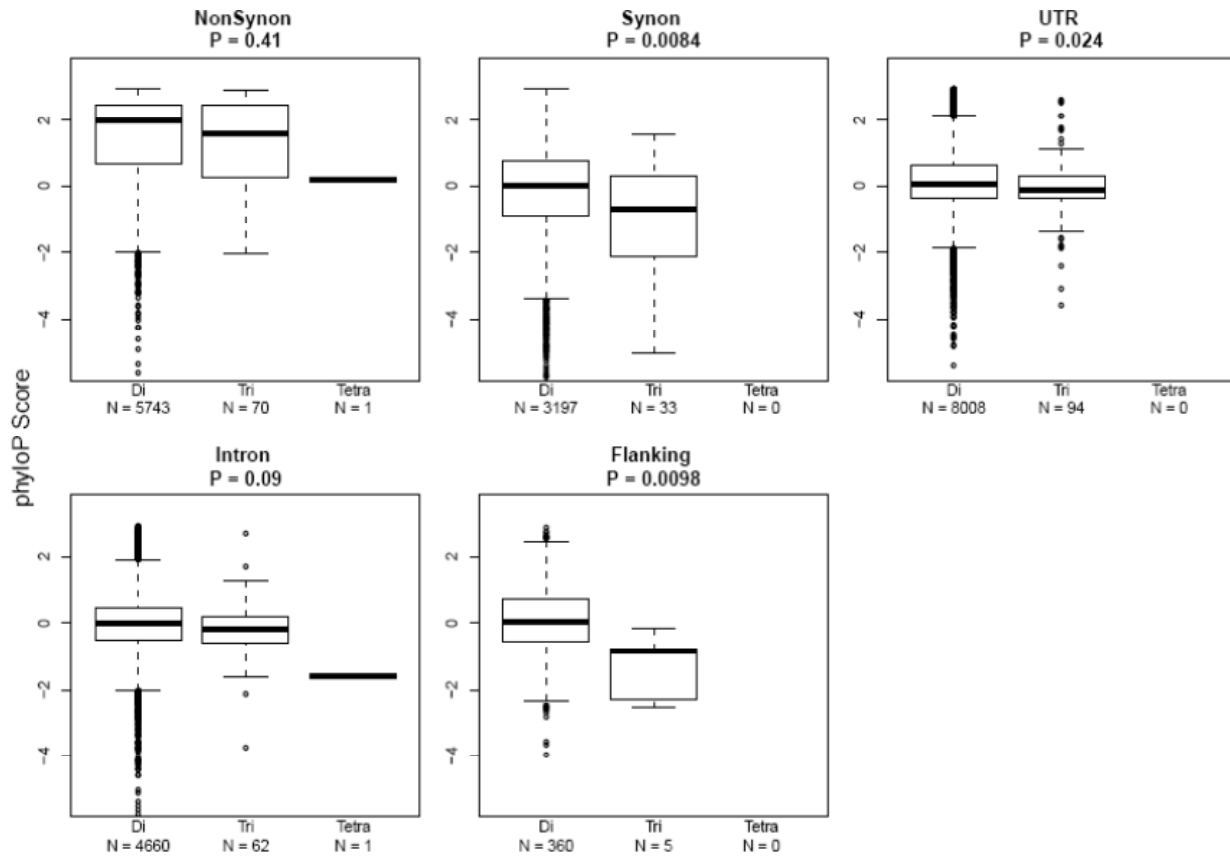 NonSynon
P = 0.41
2
0
−2
−4
Di
Tri
Tetra
N = 5743
N = 70
N = 1
Synon
P = 0.0084
2
0
−2
−4
Di
Tri
Tetra
N = 3197
N = 33
N = 0
UTR
P = 0.024
2
0
−2
−4
Di
Tri
Tetra
N = 8008
N = 94
N = 0
phyloP Score
Intron
P = 0.09
2
0
−2
−4
Di
Tri
Tetra
N = 4660
N = 62
N = 1
Flanking
P = 0.0098
2
0
−2
−4
Di
Tri
Tetra
N = 360
N = 5
N = 0